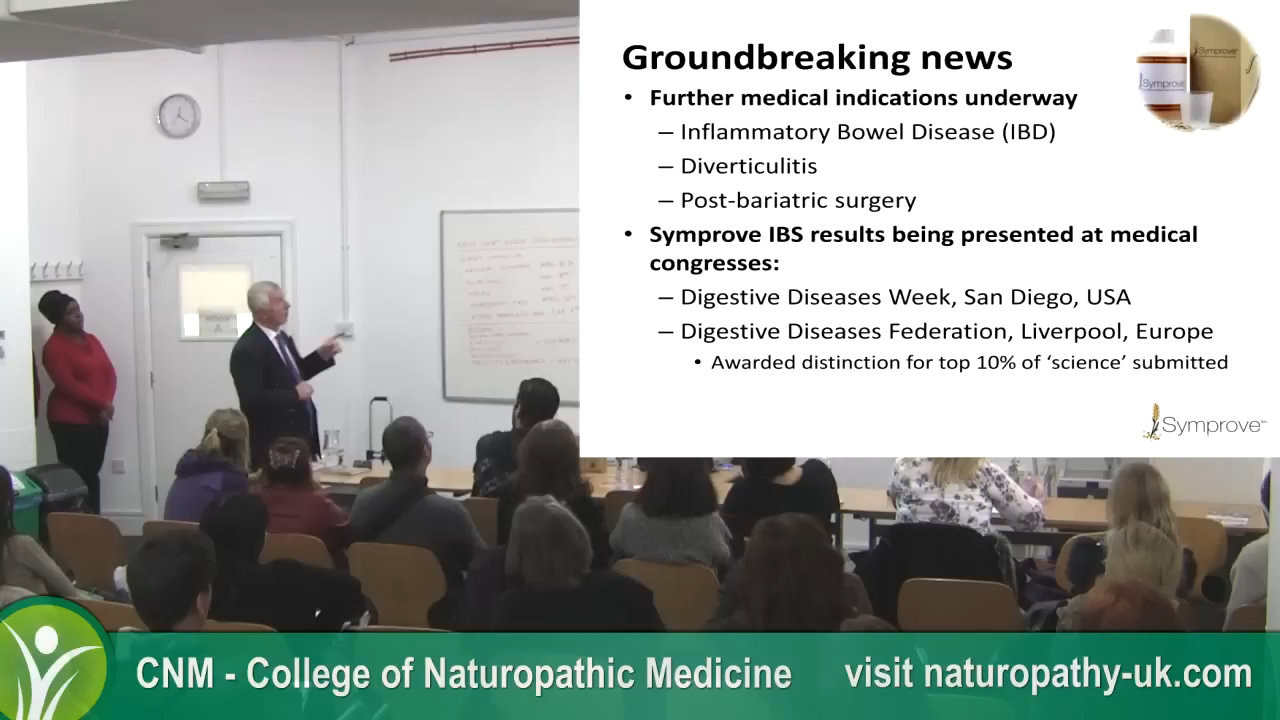 Groundbreaking news
• Further medical indications underway
– Inflammatory Bowel Disease (IBD)
– Diverticulitis
– Post-bariatric surgery
• Symprove IBS results being presented at medical
congresses:
– Digestive Diseases Week, San Diego, USA
– Digestive Diseases Federation, Liverpool, Europe
• Awarded distinction for top 10% of ‘science’ submitted
Symprove
Symprove
Symprove
CNM - College of Naturopathic Medicine visit naturopathy-uk.com